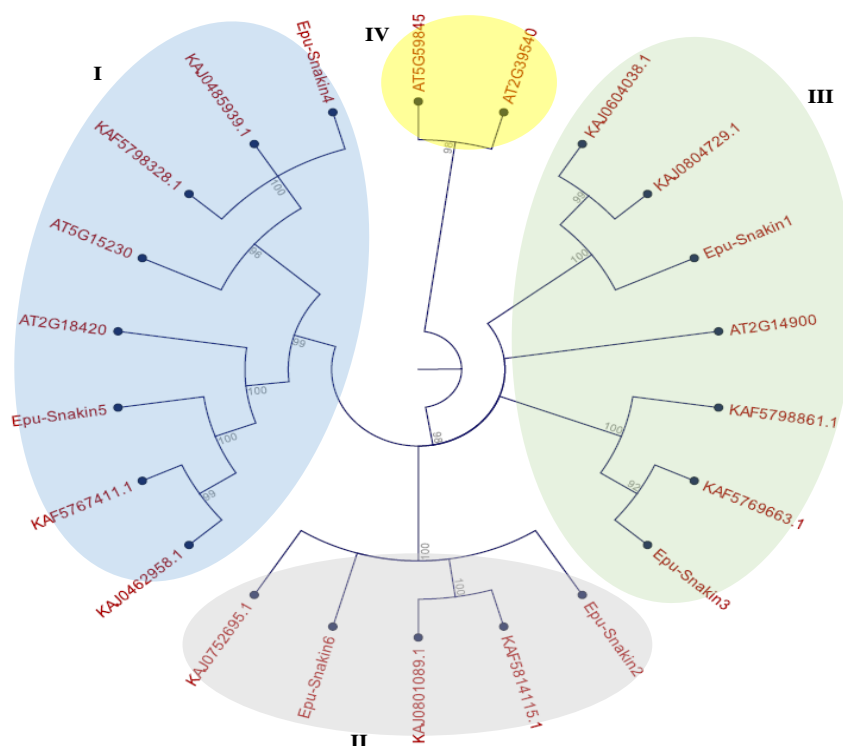 I
KAJ0485939.1
Epu-Snakin4
KAF5798328.1
AT5G15230
AT2G18420
Epu-Snakin5
KAF5767411.1
KAJ0462958.1
100
96
99
100
100
99
IV
AT5G59845
AT2G39540
98
98
III
KAJ0604038.1
KAJ0804729.1
Epu-Snakin1
AT2G14900
KAF5798861.1
KAF5769663.1
Epu-Snakin3
99
100
100
92
100
100
KAJ0752695.1
Epu-Snakin6
KAJ0801089.1
KAF5814115.1
Epu-Snakin2
II